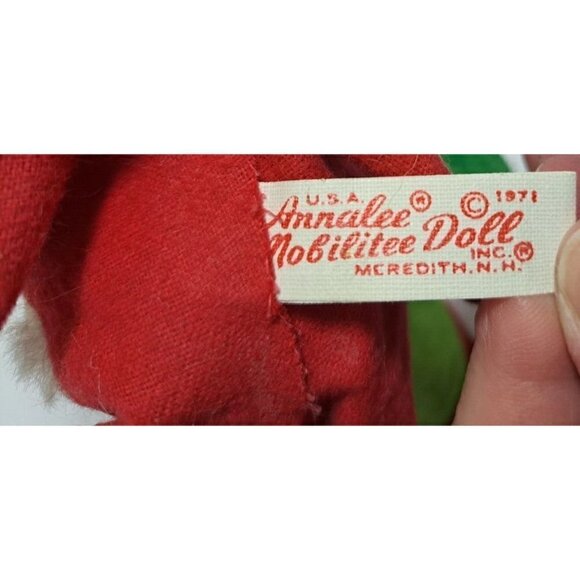 U.S.A. ® © 1971
Annalee
Mobilitee Doll
INC.®
MEREDITH. N. H.